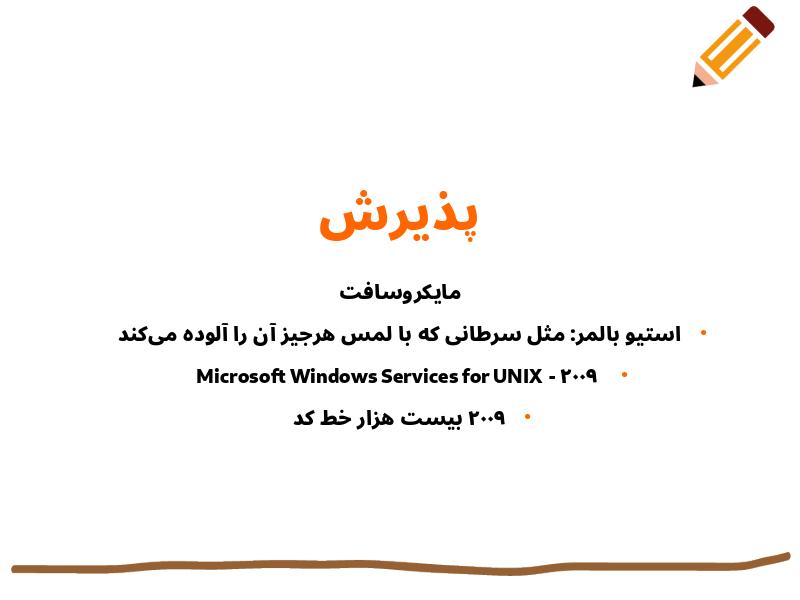 پذیرش
مایکروسافت
• استیو بالمر: مثل سرطانی که با لمس هرچیز آن را آلوده می‌کند
• ۲۰۰۹ - Microsoft Windows Services for UNIX
• ۲۰۰۹ بیست هزار خط کد